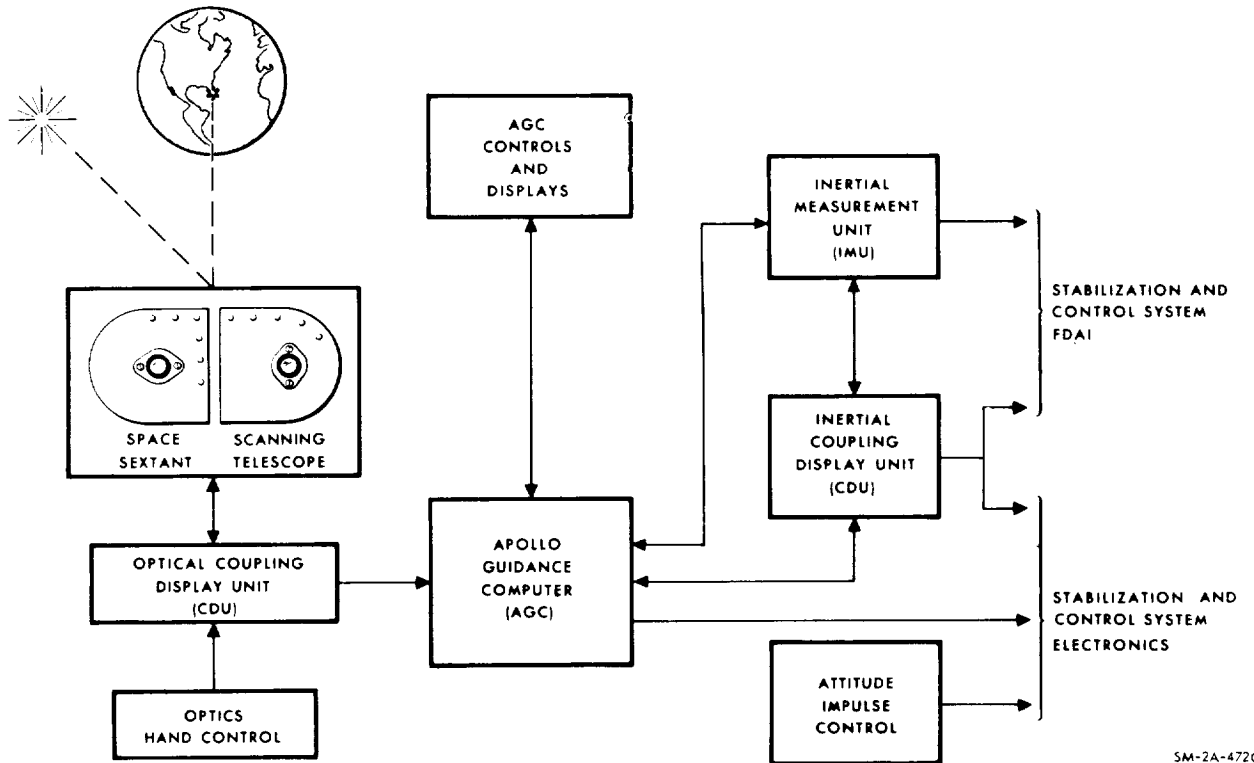 AGC
CONTROLS
AND
DISPLAYS
INERTIAL
MEASUREMENT
UNIT
(IMU)
STABILIZATION AND
CONTROL SYSTEM
FDAI
SPACE
SEXTANT
SCANNING
TELESCOPE
INERTIAL
COUPLING
DISPLAY UNIT
(CDU)
OPTICAL COUPLING
DISPLAY UNIT
(CDU)
APOLLO
GUIDANCE
COMPUTER
(AGC)
STABILIZATION AND
CONTROL SYSTEM
ELECTRONICS
OPTICS
HAND CONTROL
ATTITUDE
IMPULSE
CONTROL